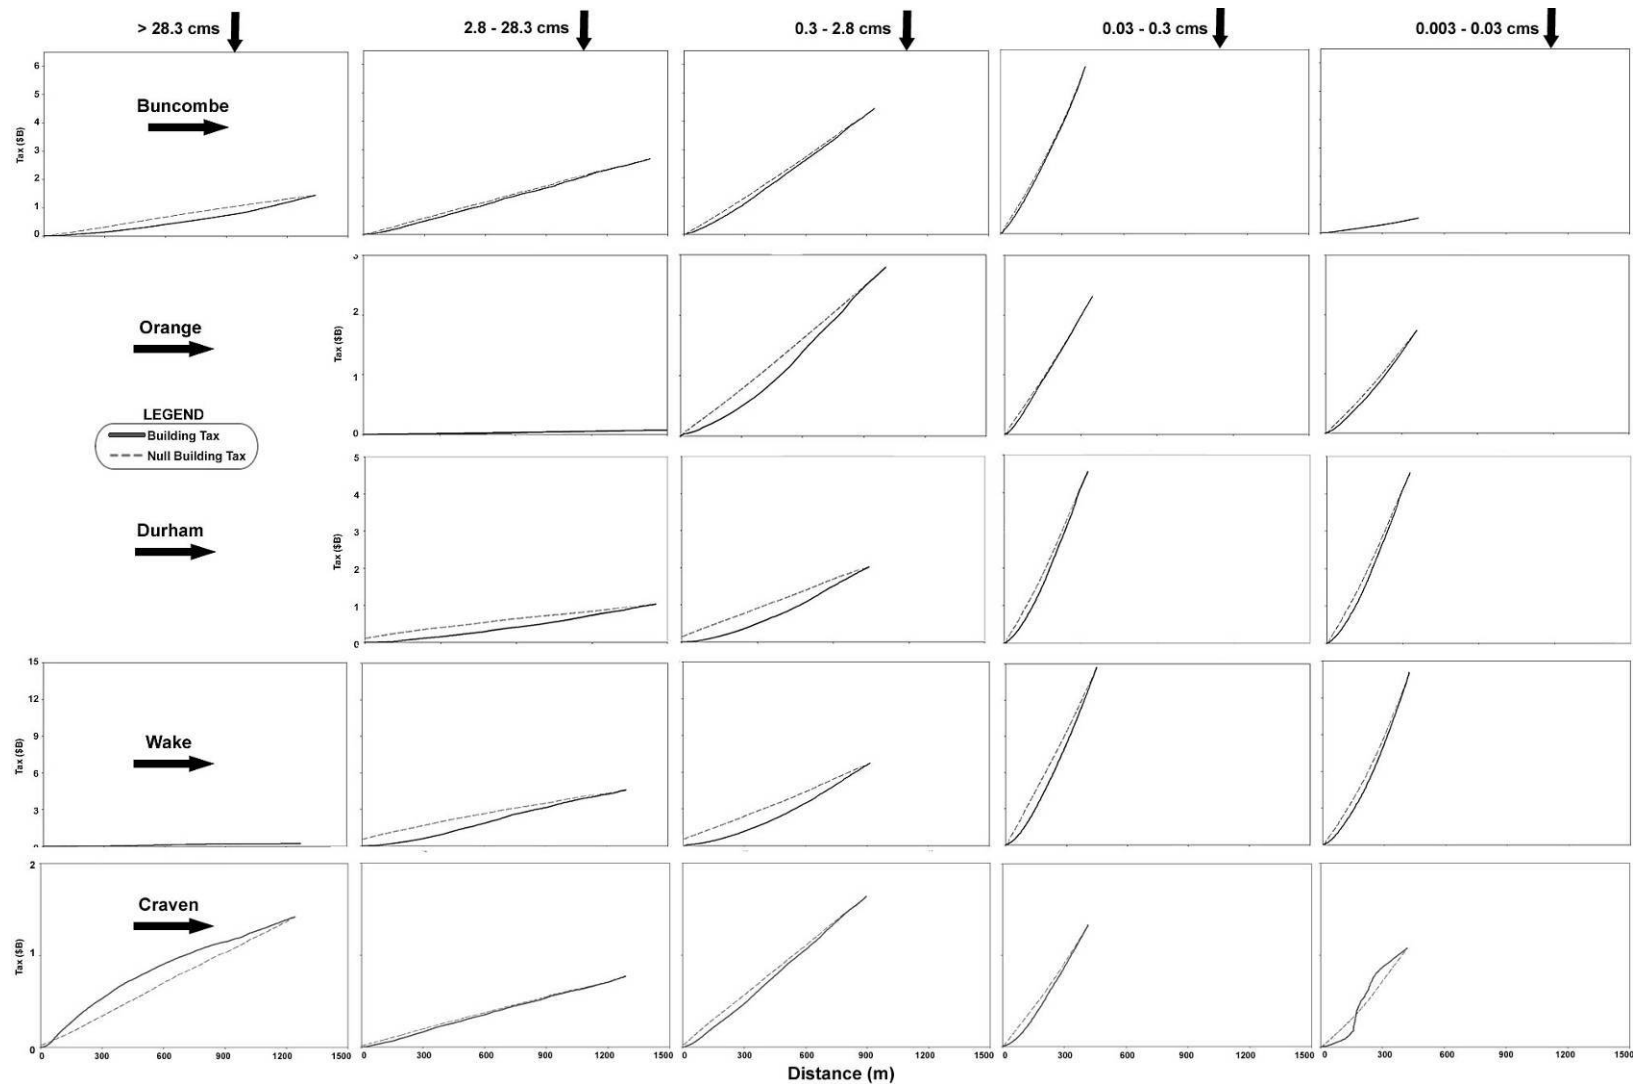 > 28.3 cms
2.8 - 28.3 cms
0.3 - 2.8 cms
0.03 - 0.3 cms
0.003 - 0.03 cms
Buncombe
Tax ($B)
6
5
4
3
2
1
0
Orange
Tax ($B)
3
2
1
0
LEGEND
Building Tax
Null Building Tax
Durham
Tax ($B)
5
4
3
2
1
0
Wake
Tax ($B)
15
12
9
6
3
0
Craven
Tax ($B)
2
1
0
0 300 600 900 1200 1500
0 300 600 900 1200 1500
0 300 600 900 1200 1500
0 300 600 900 1200 1500
0 300 600 900 1200 1500
Distance (m)